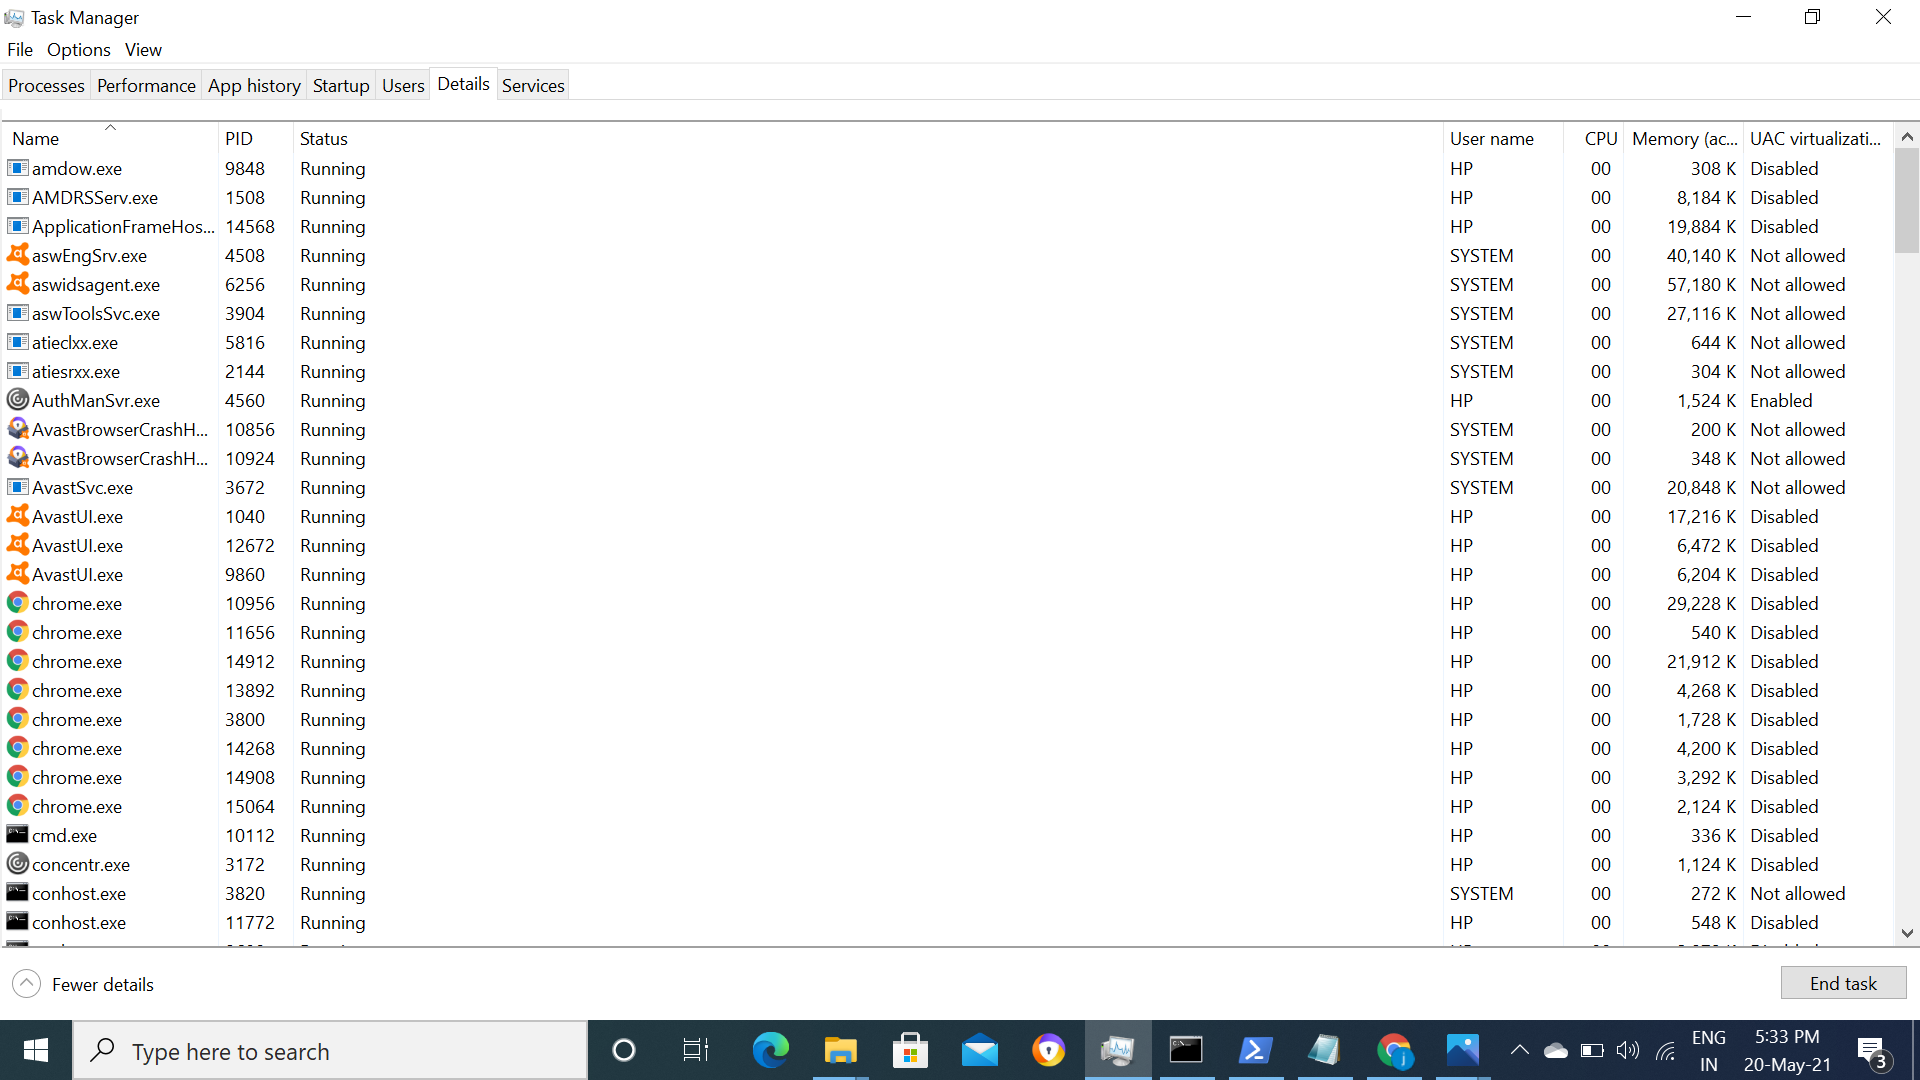 Task Manager
File Options View
Processes Performance App history Startup Users Details Services
Name PID Status User name CPU Memory (ac... UAC virtualizati...
amdow.exe 9848 Running HP 00 308 K Disabled
AMDRSServ.exe 1508 Running HP 00 8,184 K Disabled
ApplicationFrameHos... 14568 Running HP 00 19,884 K Disabled
aswEngSrv.exe 4508 Running SYSTEM 00 40,140 K Not allowed
aswidsagent.exe 6256 Running SYSTEM 00 57,180 K Not allowed
aswToolsSvc.exe 3904 Running SYSTEM 00 27,116 K Not allowed
atieclxx.exe 5816 Running SYSTEM 00 644 K Not allowed
atiesrxx.exe 2144 Running SYSTEM 00 304 K Not allowed
AuthManSvr.exe 4560 Running HP 00 1,524 K Enabled
AvastBrowserCrashH... 10856 Running SYSTEM 00 200 K Not allowed
AvastBrowserCrashH... 10924 Running SYSTEM 00 348 K Not allowed
AvastSvc.exe 3672 Running SYSTEM 00 20,848 K Not allowed
AvastUI.exe 1040 Running HP 00 17,216 K Disabled
AvastUI.exe 12672 Running HP 00 6,472 K Disabled
AvastUI.exe 9860 Running HP 00 6,204 K Disabled
chrome.exe 10956 Running HP 00 29,228 K Disabled
chrome.exe 11656 Running HP 00 540 K Disabled
chrome.exe 14912 Running HP 00 21,912 K Disabled
chrome.exe 13892 Running HP 00 4,268 K Disabled
chrome.exe 3800 Running HP 00 1,728 K Disabled
chrome.exe 14268 Running HP 00 4,200 K Disabled
chrome.exe 14908 Running HP 00 3,292 K Disabled
chrome.exe 15064 Running HP 00 2,124 K Disabled
cmd.exe 10112 Running HP 00 336 K Disabled
concentr.exe 3172 Running HP 00 1,124 K Disabled
conhost.exe 3820 Running SYSTEM 00 272 K Not allowed
conhost.exe 11772 Running HP 00 548 K Disabled
Fewer details End task
Type here to search
ENG 5:33 PM
IN 20-May-21 3